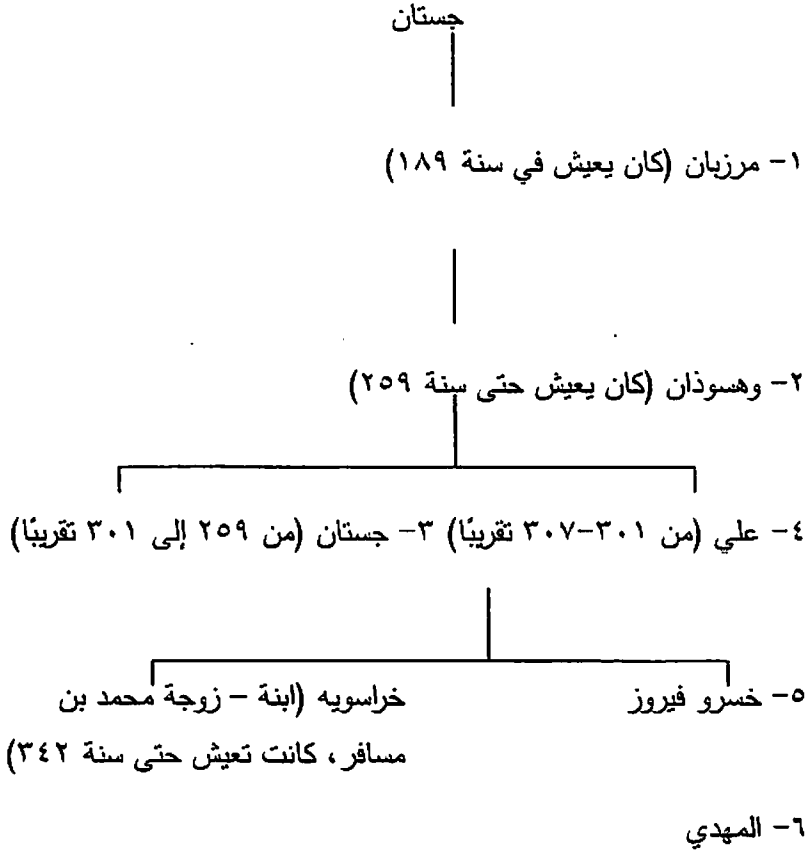 جستان
١- مرزبان (كان يعيش في سنة ١٨٩)
٢- وهسوذان (كان يعيش حتى سنة ٢٥٩)
٤- علي (من ٣٠١-٣٠٧ تقريبًا) ٣- جستان (من ٢٥٩ إلى ٣٠١ تقريبًا)
٥- خسرو فيروز خراسويه (ابنة – زوجة محمد بن
مسافر، كانت تعيش حتى سنة ٣٤٢)
٦- المهدي